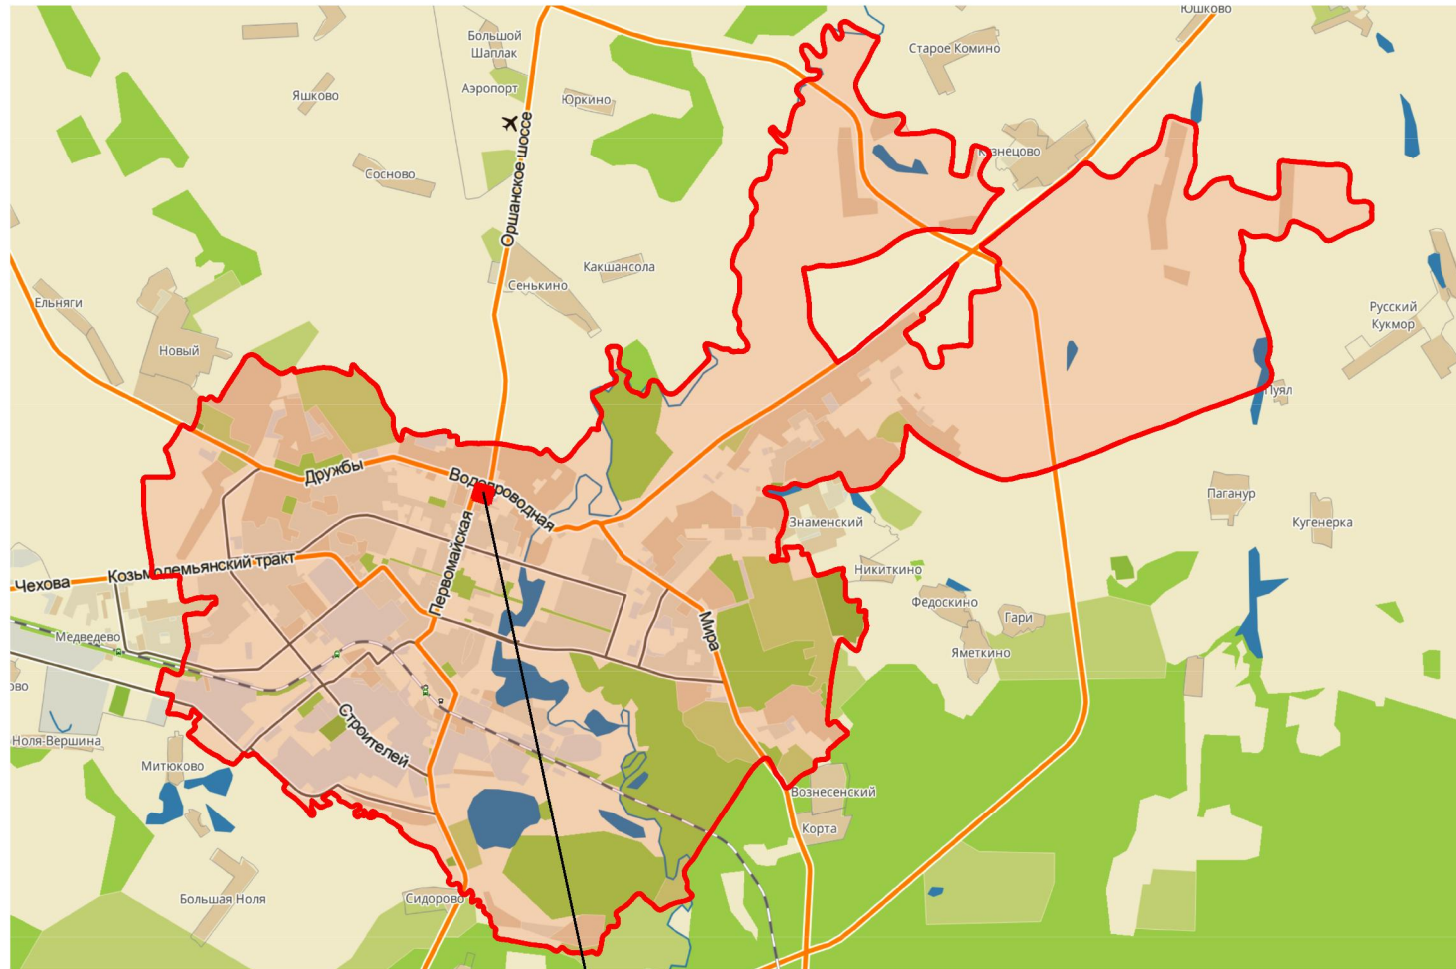 Юшково
Большой
Шаплак
Старое Комино
Аэропорт
Яшково
Юркино
Кузнецово
Сосново
Оршанское шоссе
Какшансола
Сенькино
Ельняги
Русский
Кукмор
Новый
Пуял
Дружбы
Водопроводная
Паганур
Знаменский
Кугенерка
Первомайская
Козьмодемьянский тракт
Чехова
Никиткино
Федоскино
Гари
Мира
Медведево
Яметкино
ово
Строителей
Ноля-Вершина
Митюково
Вознесенский
Корта
Большая Ноля
Сидорово